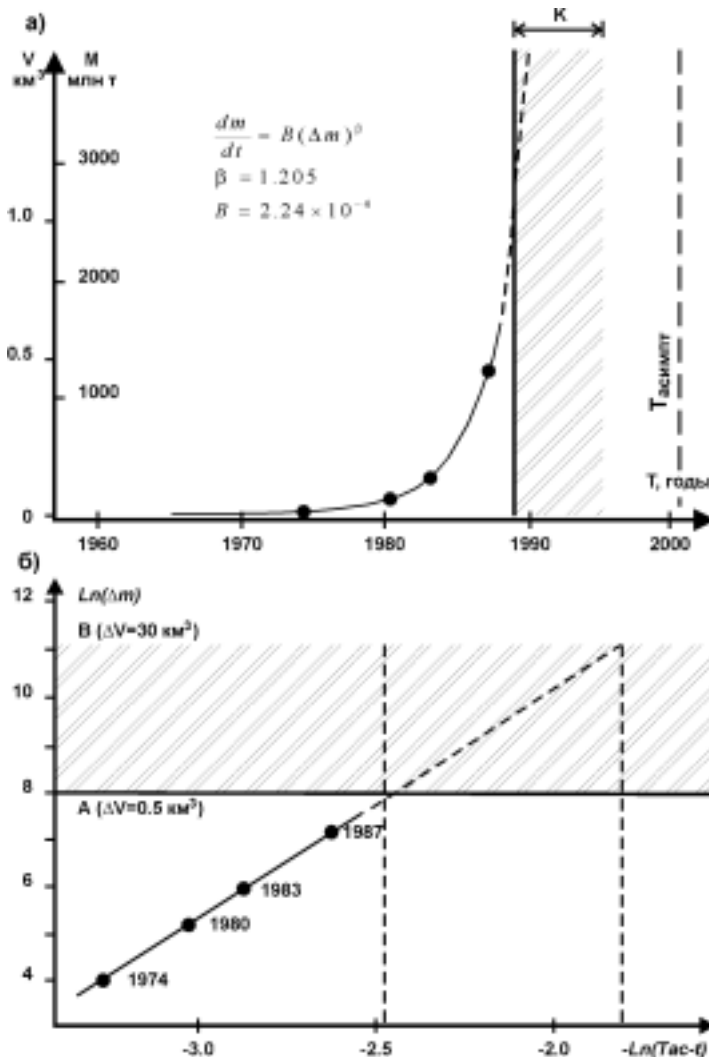 а)
K
V
км³
M
млн т
dm/dt = B(Δm)^β
β = 1.205
B = 2.24 × 10⁻⁴
3000
1.0
2000
0.5
1000
Tасимпт
T, годы
0
1960
1970
1980
1990
2000
б)
12
Ln(Δm)
B (ΔV=30 км³)
10
8
A (ΔV=0.5 км³)
1987
6
1983
1980
4
1974
-3.0
-2.5
-2.0
-Ln(Tас-t)